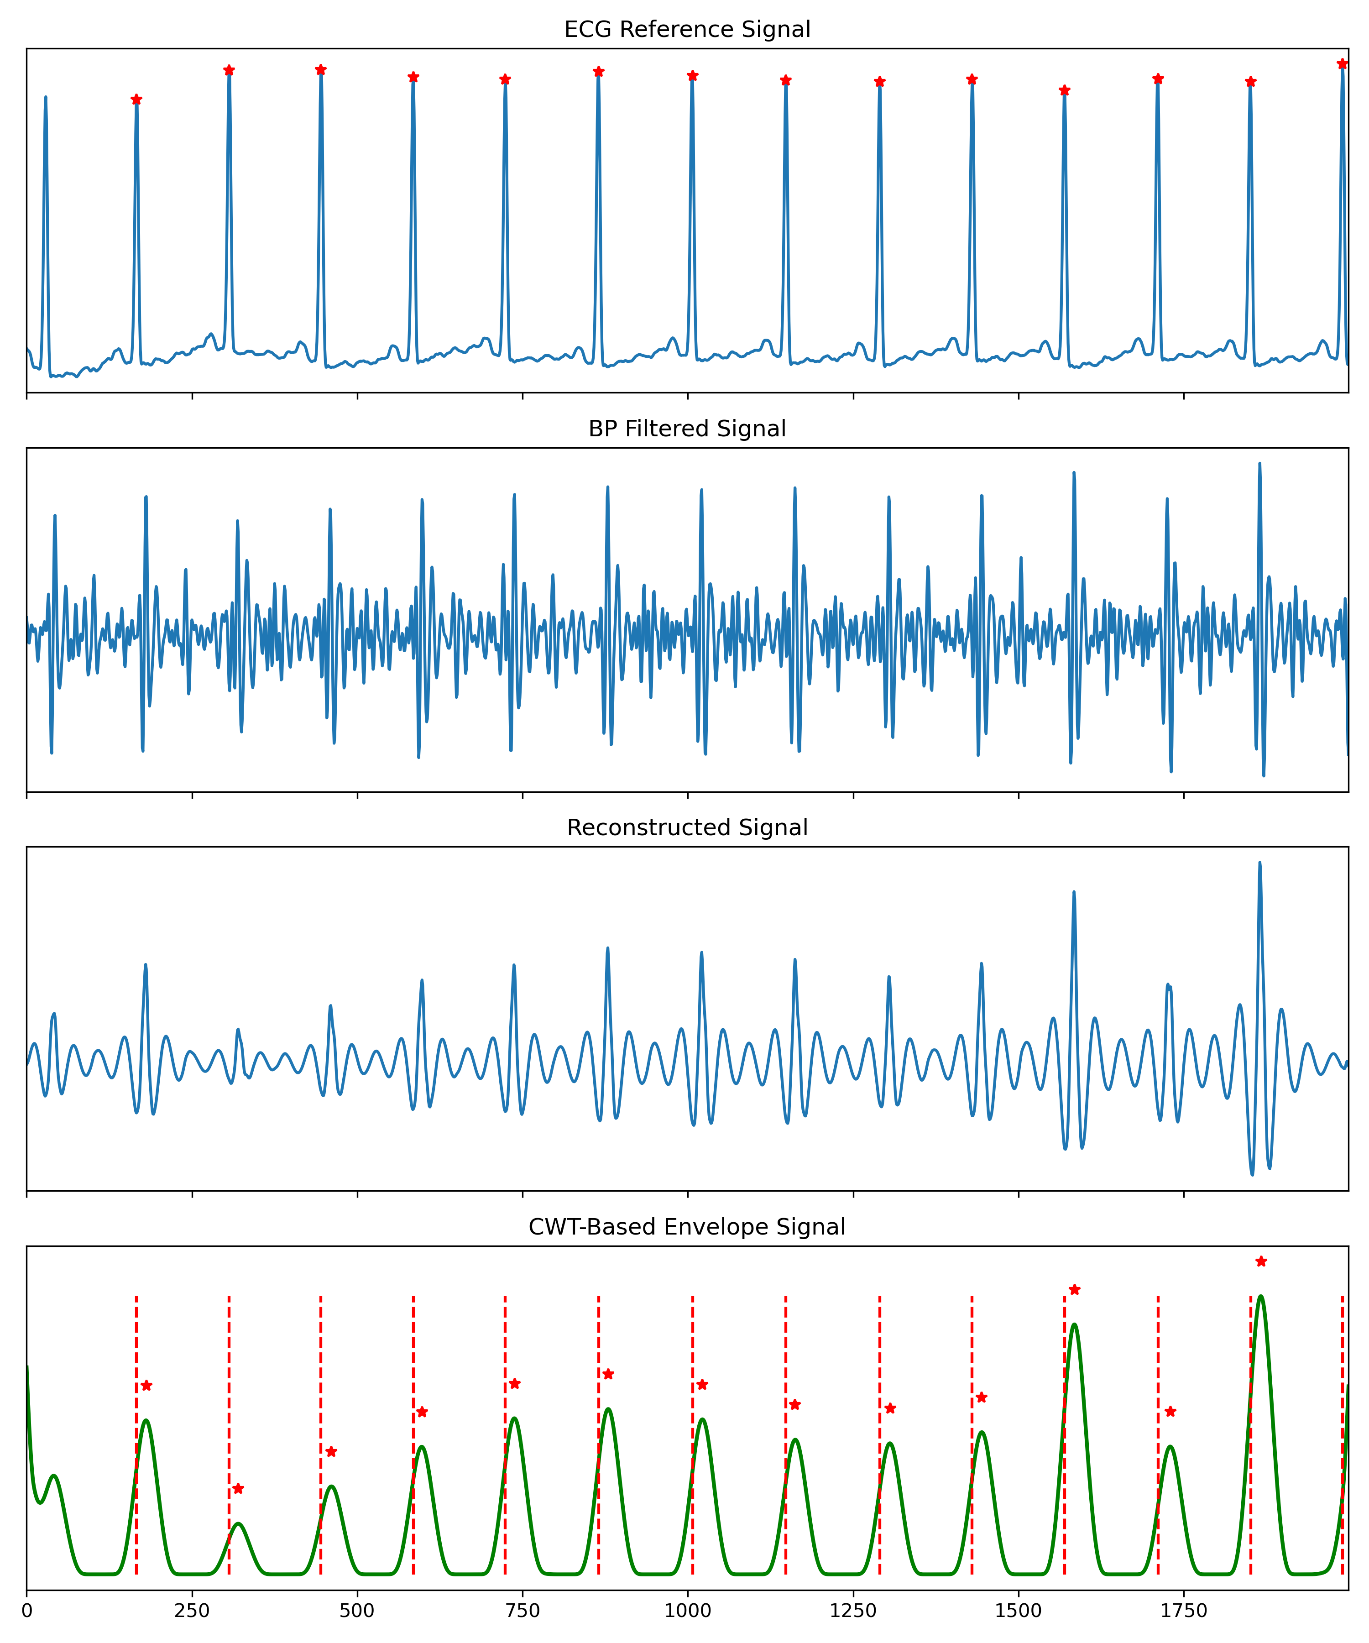 ECG Reference Signal
BP Filtered Signal
Reconstructed Signal
CWT-Based Envelope Signal
0 250 500 750 1000 1250 1500 1750